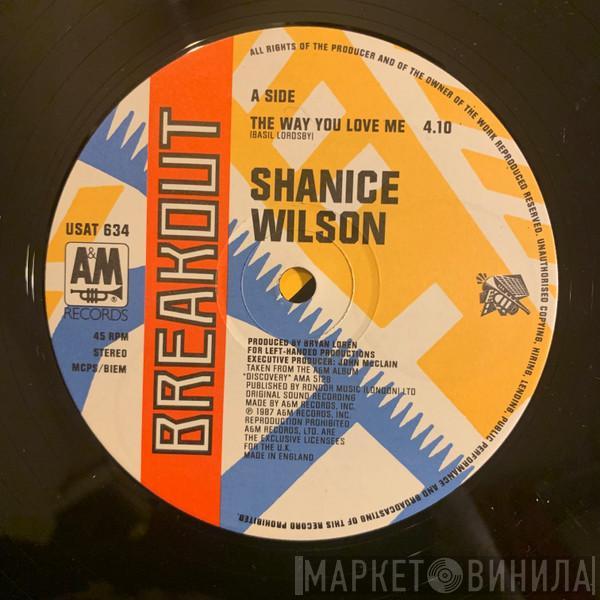 ALL RIGHTS OF THE PRODUCER AND OF THE OWNER OF THE WORK REPRODUCED RESERVED. UNAUTHORISED COPYING, HIRING, LENDING, PUBLIC PERFORMANCE AND BROADCASTING OF THIS RECORD PROHIBITED.
A SIDE
THE WAY YOU LOVE ME 4.10
(BASIL LORDSBY)
SHANICE
WILSON
BREAKOUT
USAT 634
A&M
®
RECORDS
45 RPM
STEREO
MCPS/BIEM
PRODUCED BY BRYAN LOREN
FOR LEFT-HANDED PRODUCTIONS
EXECUTIVE PRODUCER: JOHN McCLAIN
TAKEN FROM THE A&M ALBUM
"DISCOVERY" AMA 5128
PUBLISHED BY RONDOR MUSIC (LONDON) LTD
ORIGINAL SOUND RECORDING
MADE BY A&M RECORDS, INC.
℗ 1987 A&M RECORDS, INC.
REPRODUCTION PROHIBITED
A&M RECORDS, LTD. ARE
THE EXCLUSIVE LICENSEES
FOR THE U.K.
MADE IN ENGLAND
МАРКЕТ ВИНИЛА